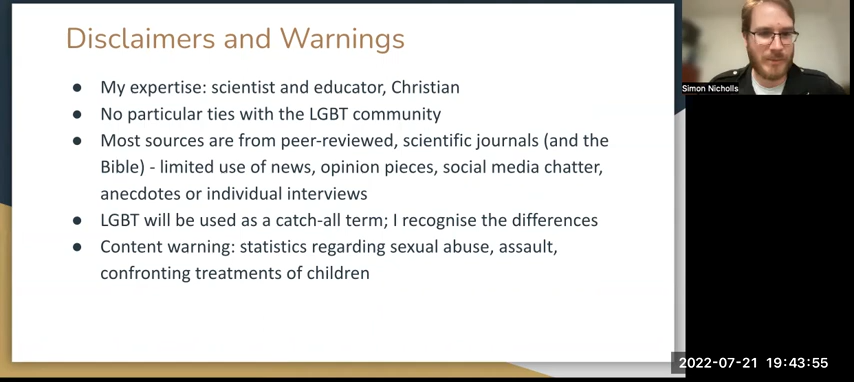 Disclaimers and Warnings
● My expertise: scientist and educator, Christian
● No particular ties with the LGBT community
● Most sources are from peer-reviewed, scientific journals (and the
Bible) - limited use of news, opinion pieces, social media chatter,
anecdotes or individual interviews
● LGBT will be used as a catch-all term; I recognise the differences
● Content warning: statistics regarding sexual abuse, assault,
confronting treatments of children
Simon Nicholls
2022-07-21 19:43:55